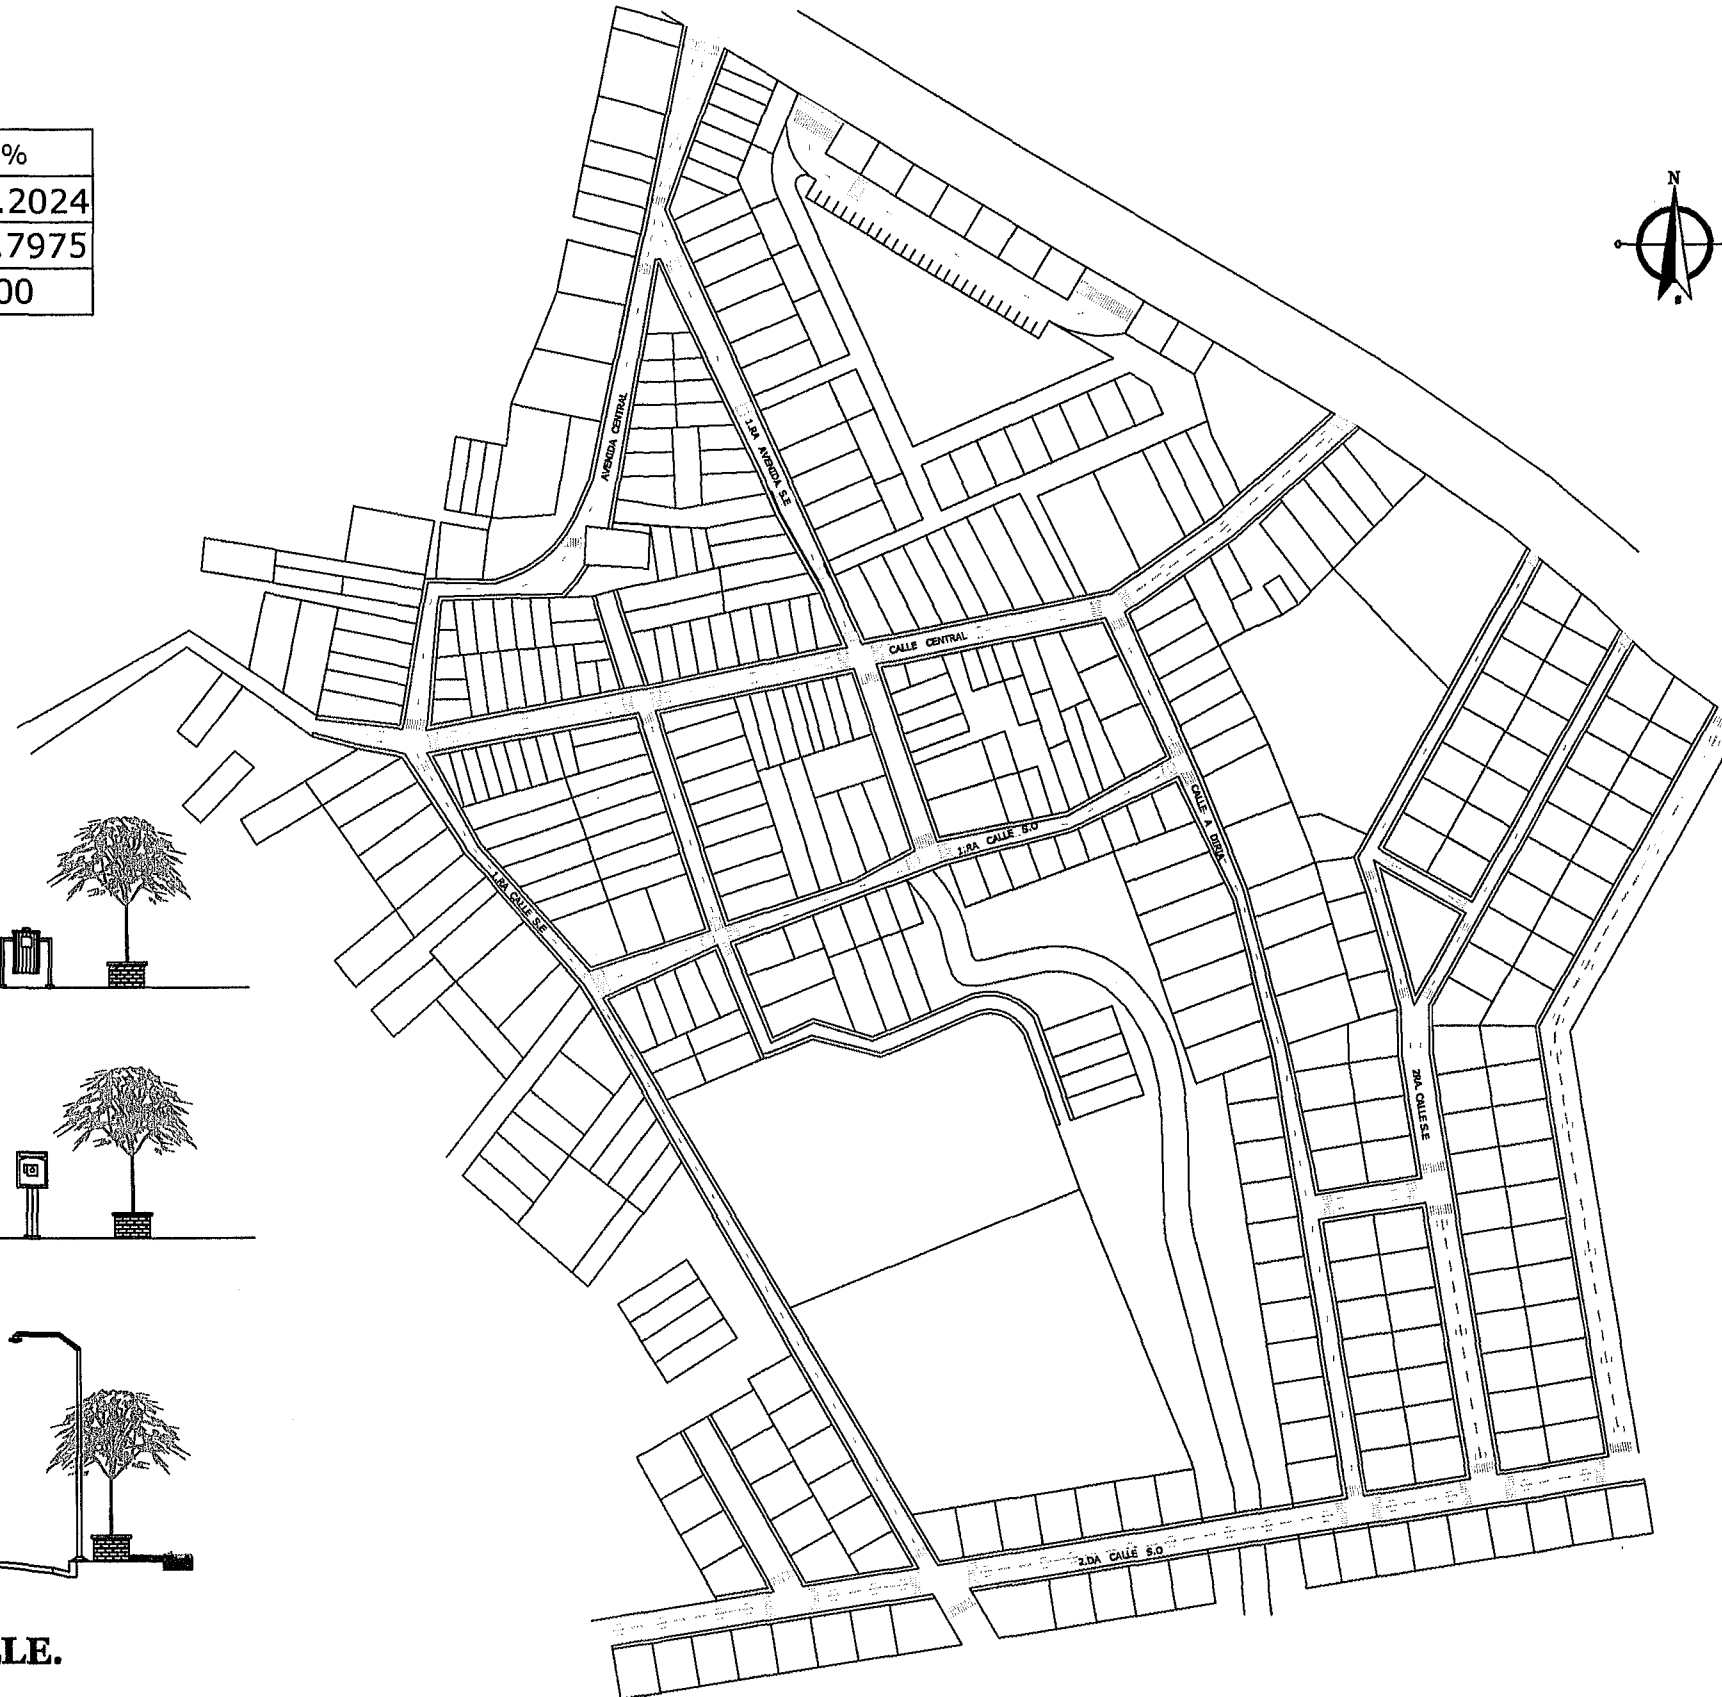 %
.2024
.7975
00
N
S
AVENIDA CENTRAL
1.RA AVENIDA S.E
CALLE CENTRAL
1.RA CALLE S.O
CALLE A DIRIA
1.RA CALLE S.E
2RA. CALLE S.E
2.DA CALLE S.O
LLE.